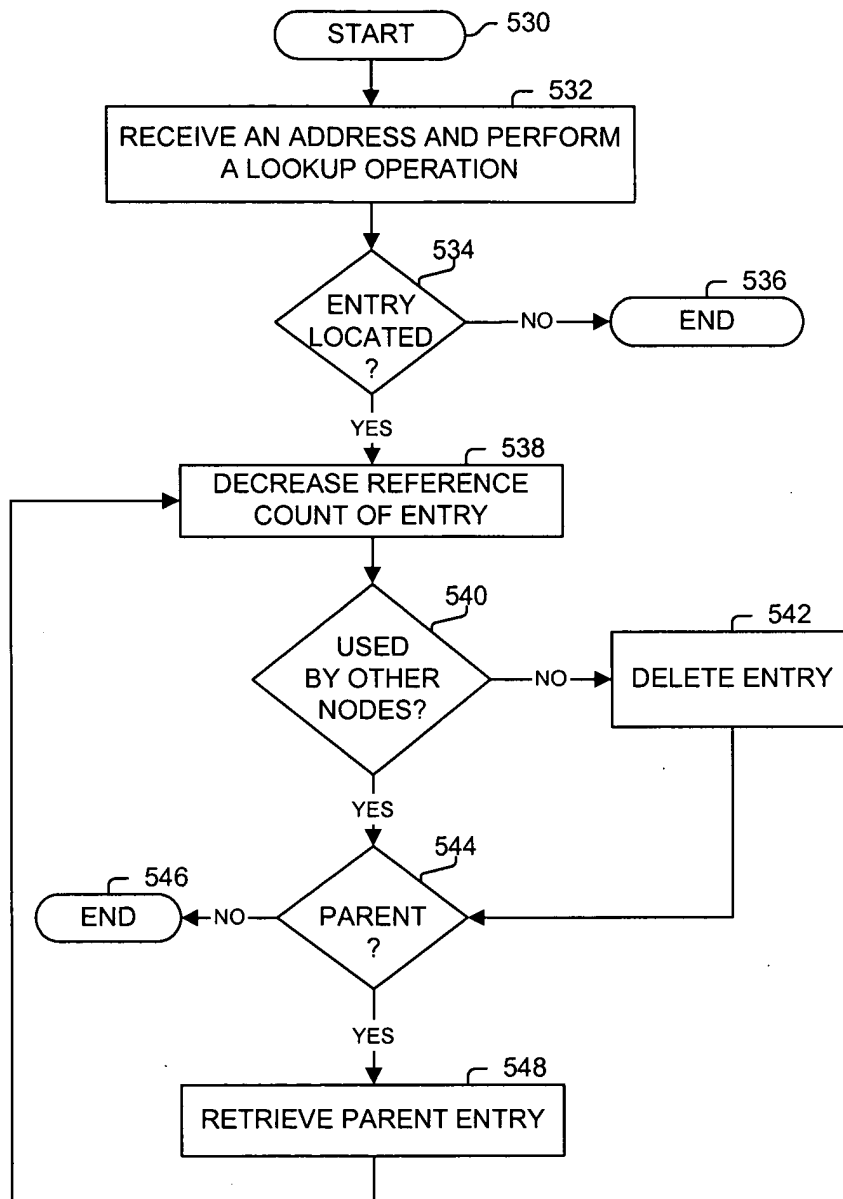 START
530
532
RECEIVE AN ADDRESS AND PERFORM
A LOOKUP OPERATION
534
ENTRY
LOCATED
?
NO
536
END
YES
538
DECREASE REFERENCE
COUNT OF ENTRY
540
USED
BY OTHER
NODES?
NO
542
DELETE ENTRY
YES
544
PARENT
?
NO
546
END
YES
548
RETRIEVE PARENT ENTRY